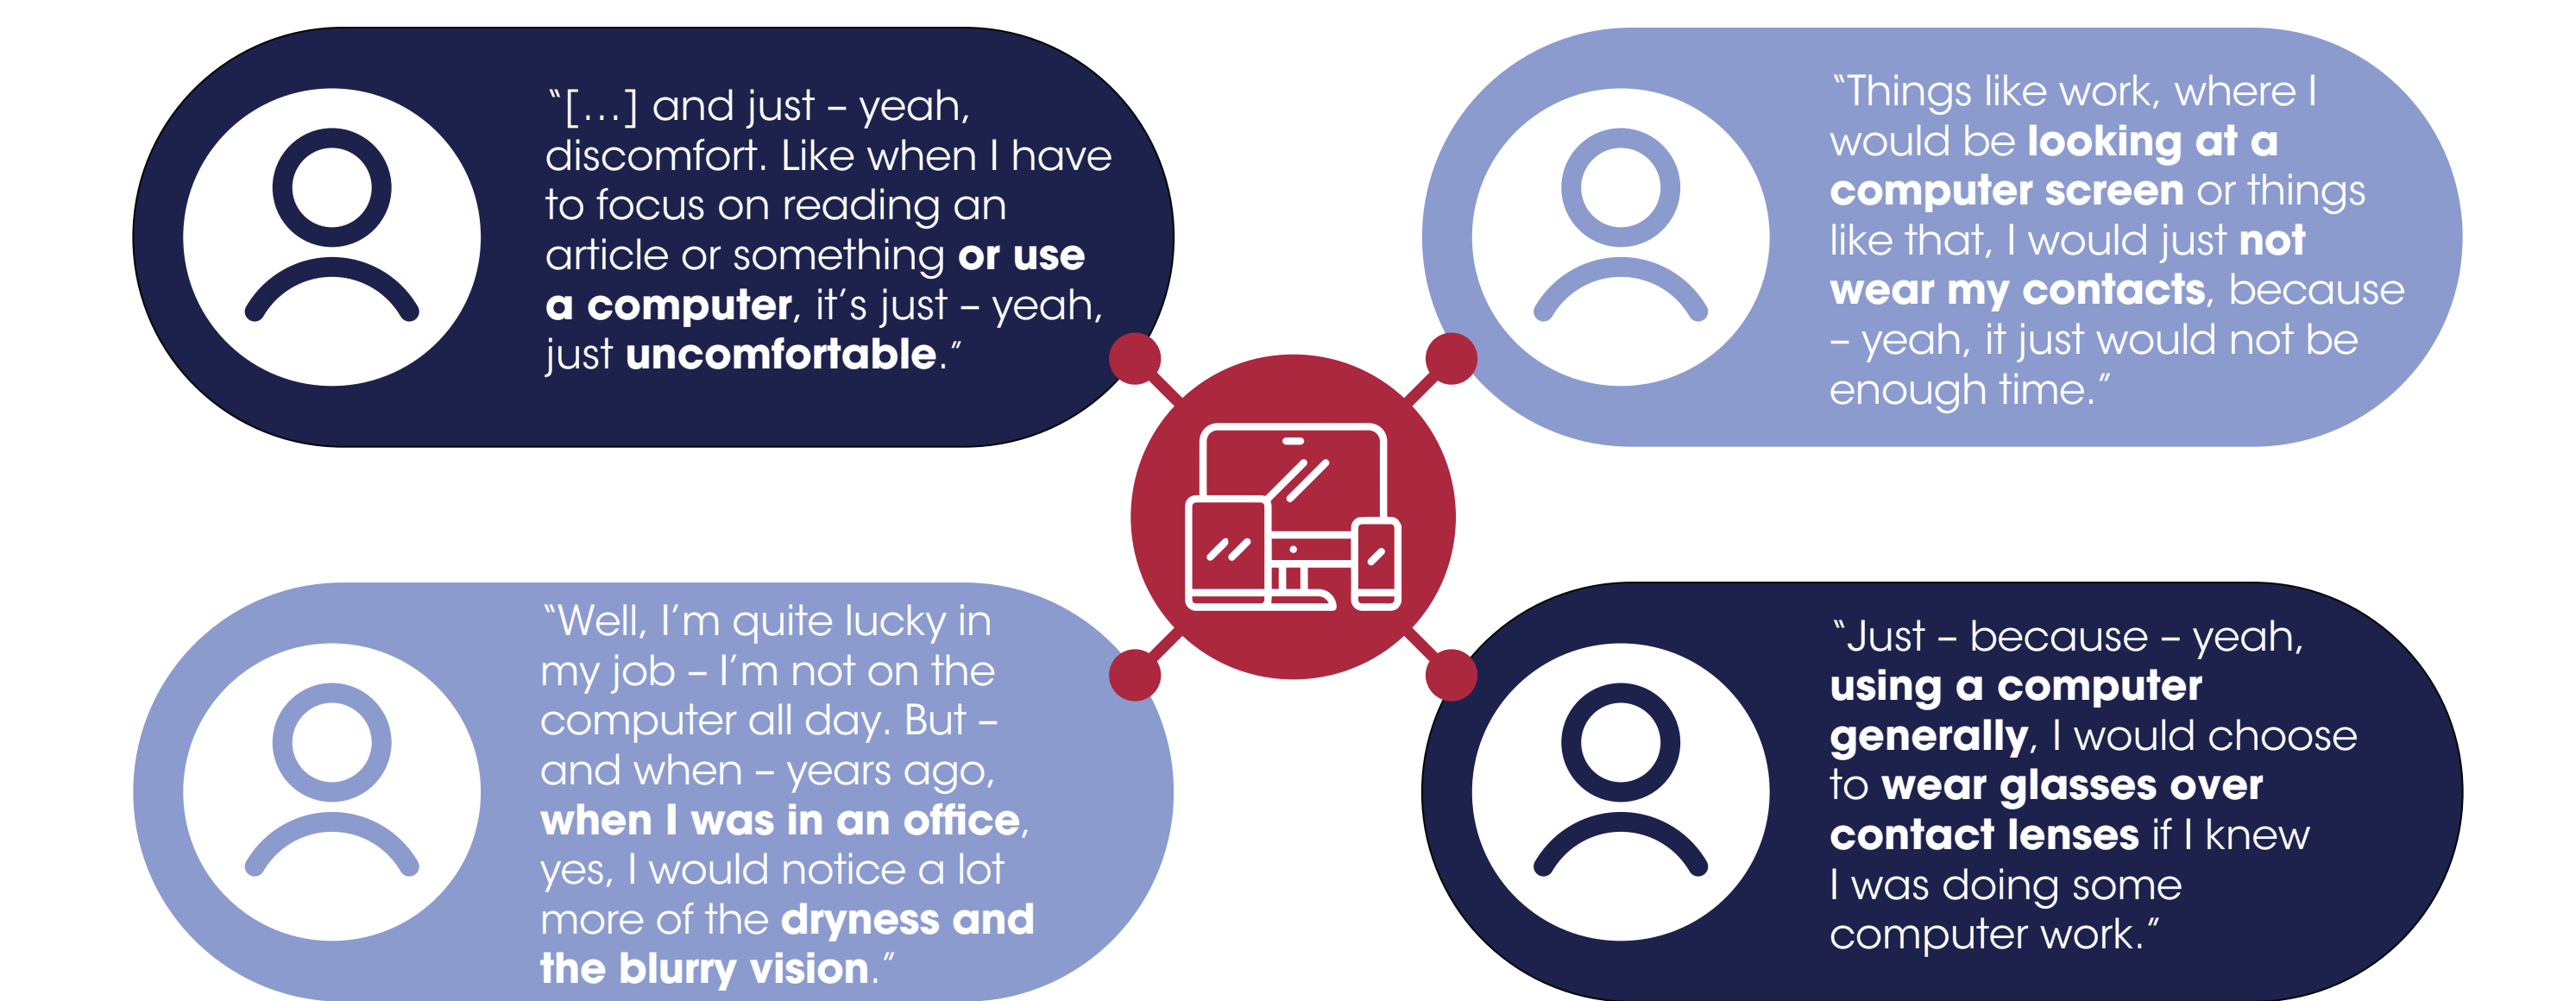 “[…] and just – yeah,
discomfort. Like when I have
to focus on reading an
article or something or use
a computer, it’s just – yeah,
just uncomfortable.”
“Things like work, where I
would be looking at a
computer screen or things
like that, I would just not
wear my contacts, because
– yeah, it just would not be
enough time.”
“Well, I’m quite lucky in
my job – I’m not on the
computer all day. But –
and when – years ago,
when I was in an office,
yes, I would notice a lot
more of the dryness and
the blurry vision.”
“Just – because – yeah,
using a computer
generally, I would choose
to wear glasses over
contact lenses if I knew
I was doing some
computer work.”